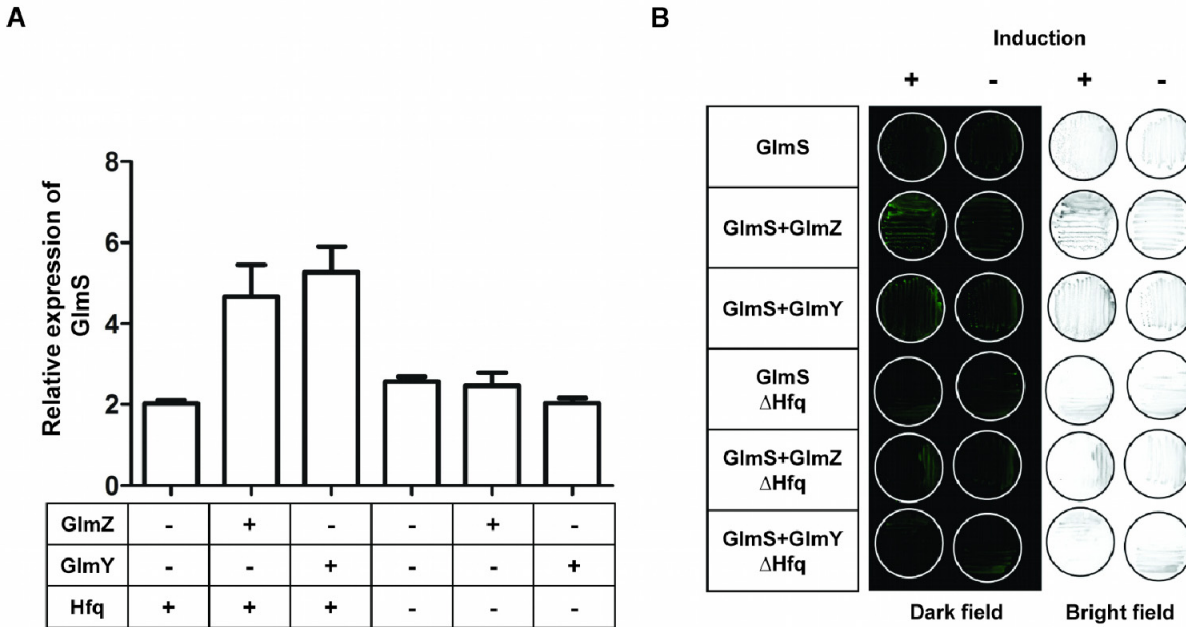 A
Relative expression of
GlmS
8
6
4
2
0
GlmZ - + - - + -
GlmY - - + - - +
Hfq + + + - - -
B
Induction
+ - + -
GlmS
GlmS+GlmZ
GlmS+GlmY
GlmS
ΔHfq
GlmS+GlmZ
ΔHfq
GlmS+GlmY
ΔHfq
Dark field Bright field